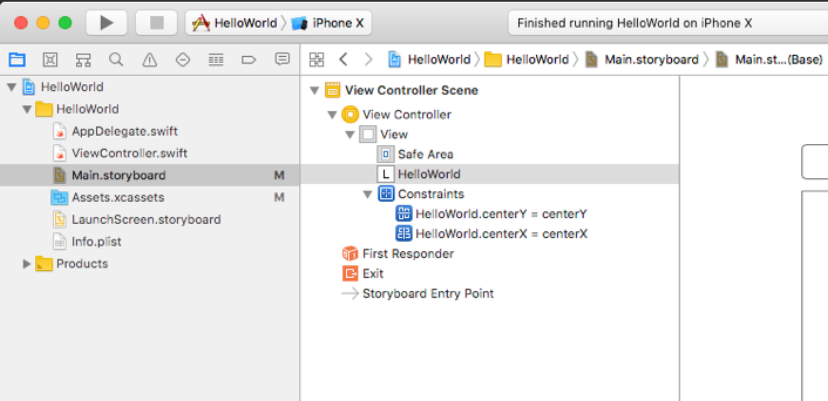 HelloWorld iPhone X Finished running HelloWorld on iPhone X
HelloWorld HelloWorld Main.storyboard Main.st...(Base)
HelloWorld
HelloWorld
AppDelegate.swift
ViewController.swift
Main.storyboard M
Assets.xcassets M
LaunchScreen.storyboard
Info.plist
Products
View Controller Scene
View Controller
View
Safe Area
L HelloWorld
Constraints
HelloWorld.centerY = centerY
HelloWorld.centerX = centerX
First Responder
Exit
Storyboard Entry Point